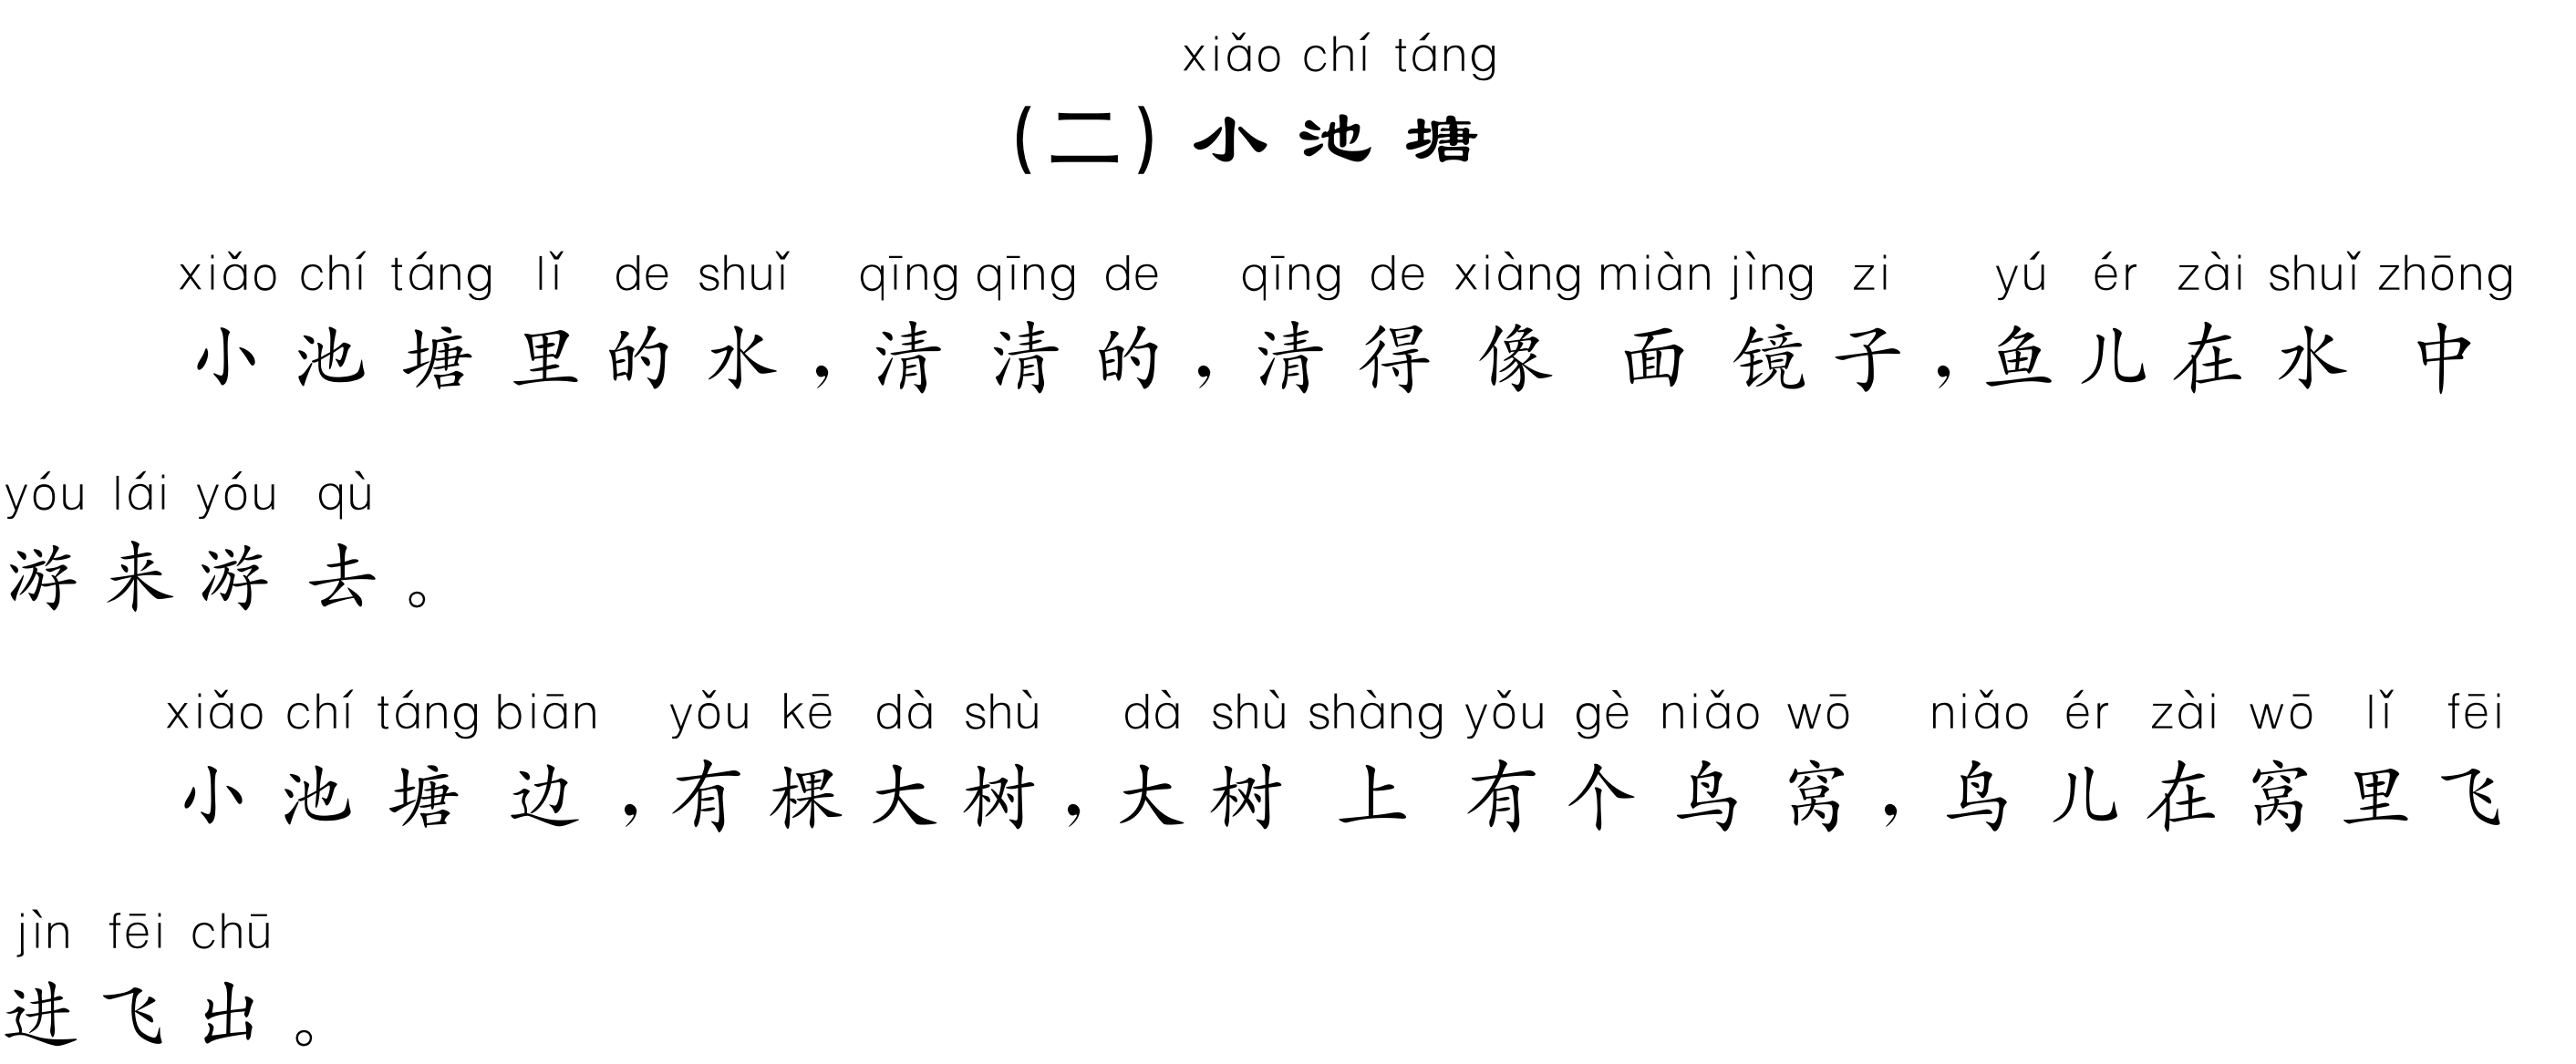 xiǎo chí táng
(二)小池塘
xiǎo chí táng lǐ de shuǐ qīng qīng de qīng de xiàng miàn jìng zi yú ér zài shuǐ zhōng
小池塘里的水，清清的，清得像面镜子，鱼儿在水中
yóu lái yóu qù
游来游去。
xiǎo chí táng biān yǒu kē dà shù dà shù shàng yǒu gè niǎo wō niǎo ér zài wō lǐ fēi
小池塘边，有棵大树，大树上有个鸟窝，鸟儿在窝里飞
jìn fēi chū
进飞出。